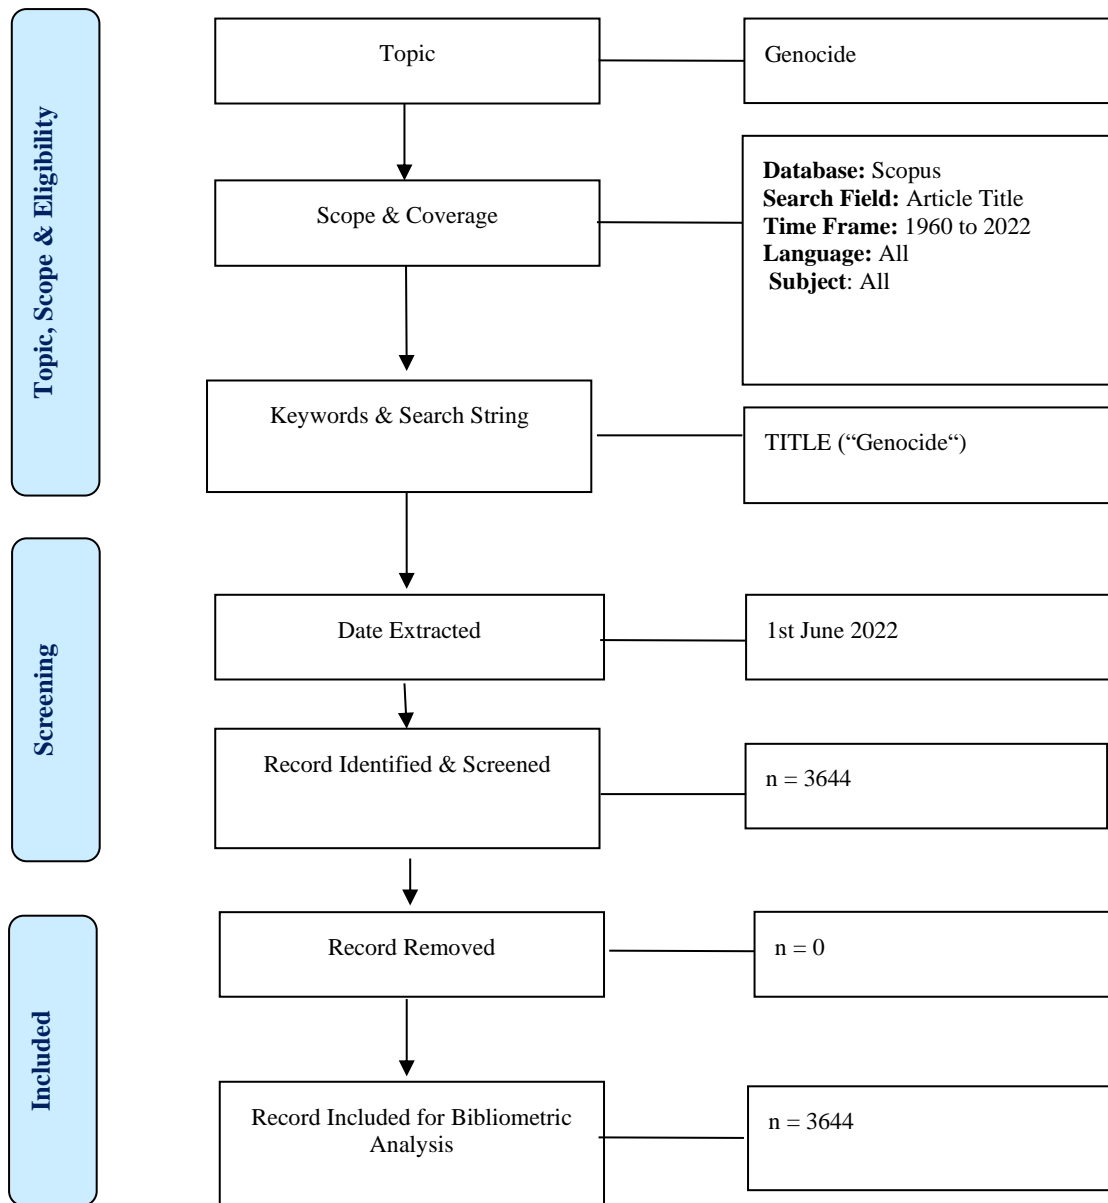 Topic, Scope & Eligibility
Topic
Genocide
Scope & Coverage
Database: Scopus
Search Field: Article Title
Time Frame: 1960 to 2022
Language: All
Subject: All
Keywords & Search String
TITLE (“Genocide“)
Screening
Date Extracted
1st June 2022
Record Identified & Screened
n = 3644
Included
Record Removed
n = 0
Record Included for Bibliometric
Analysis
n = 3644